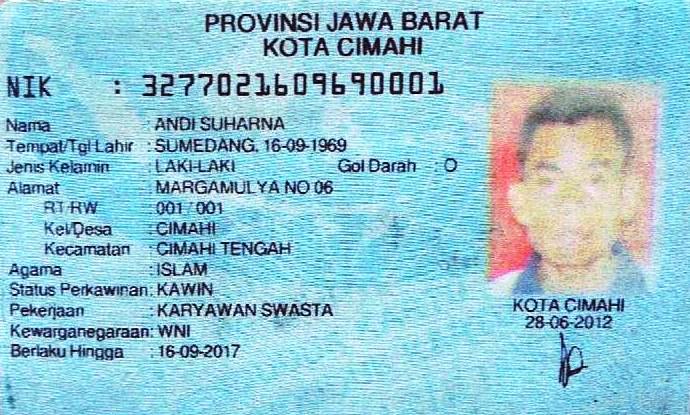 PROVINSI JAWA BARAT
KOTA CIMAHI
NIK : 3277021609690001
Nama : ANDI SUHARNA
Tempat/Tgl Lahir : SUMEDANG, 16-09-1969
Jenis Kelamin : LAKI-LAKI Gol Darah : O
Alamat : MARGAMULYA NO 06
RT/RW : 001/001
Kel/Desa : CIMAHI
Kecamatan : CIMAHI TENGAH
Agama : ISLAM
Status Perkawinan: KAWIN
Pekerjaan : KARYAWAN SWASTA
Kewarganegaraan: WNI
Berlaku Hingga : 16-09-2017
KOTA CIMAHI
28-06-2012